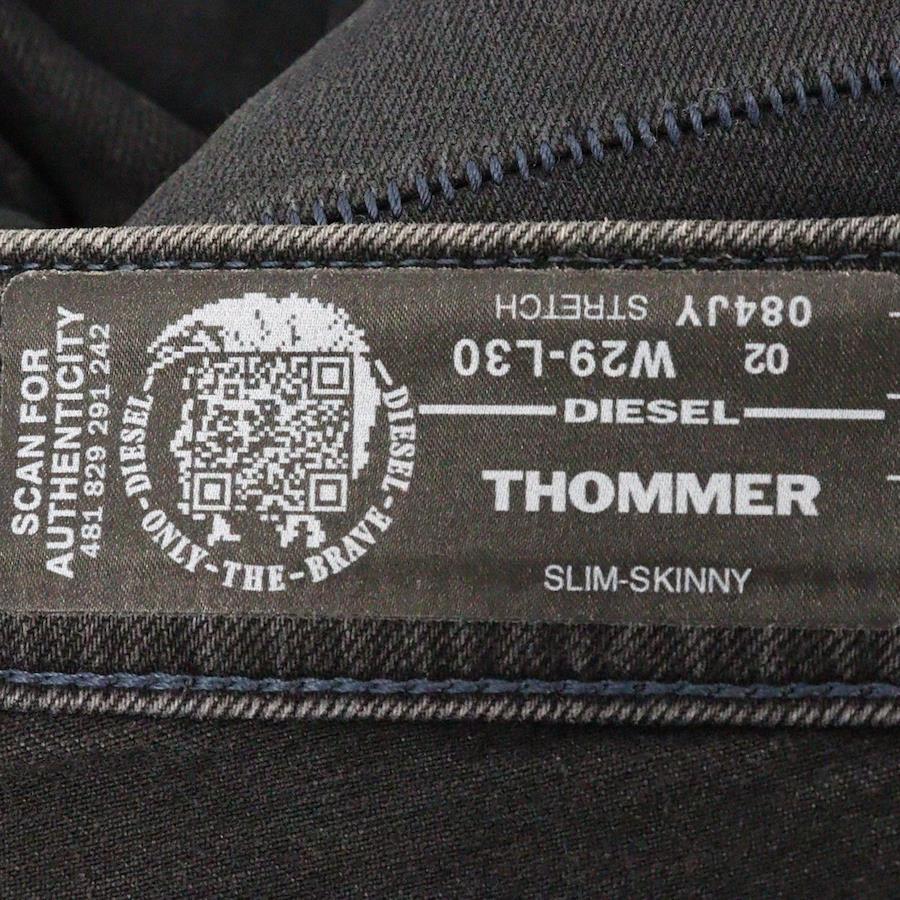 SCAN FOR
AUTHENTICITY
481 829 291 242
DIESEL-ONLY-THE-BRAVE-DIESEL
084JY STRETCH
02 W29-L30
DIESEL
THOMMER
SLIM-SKINNY